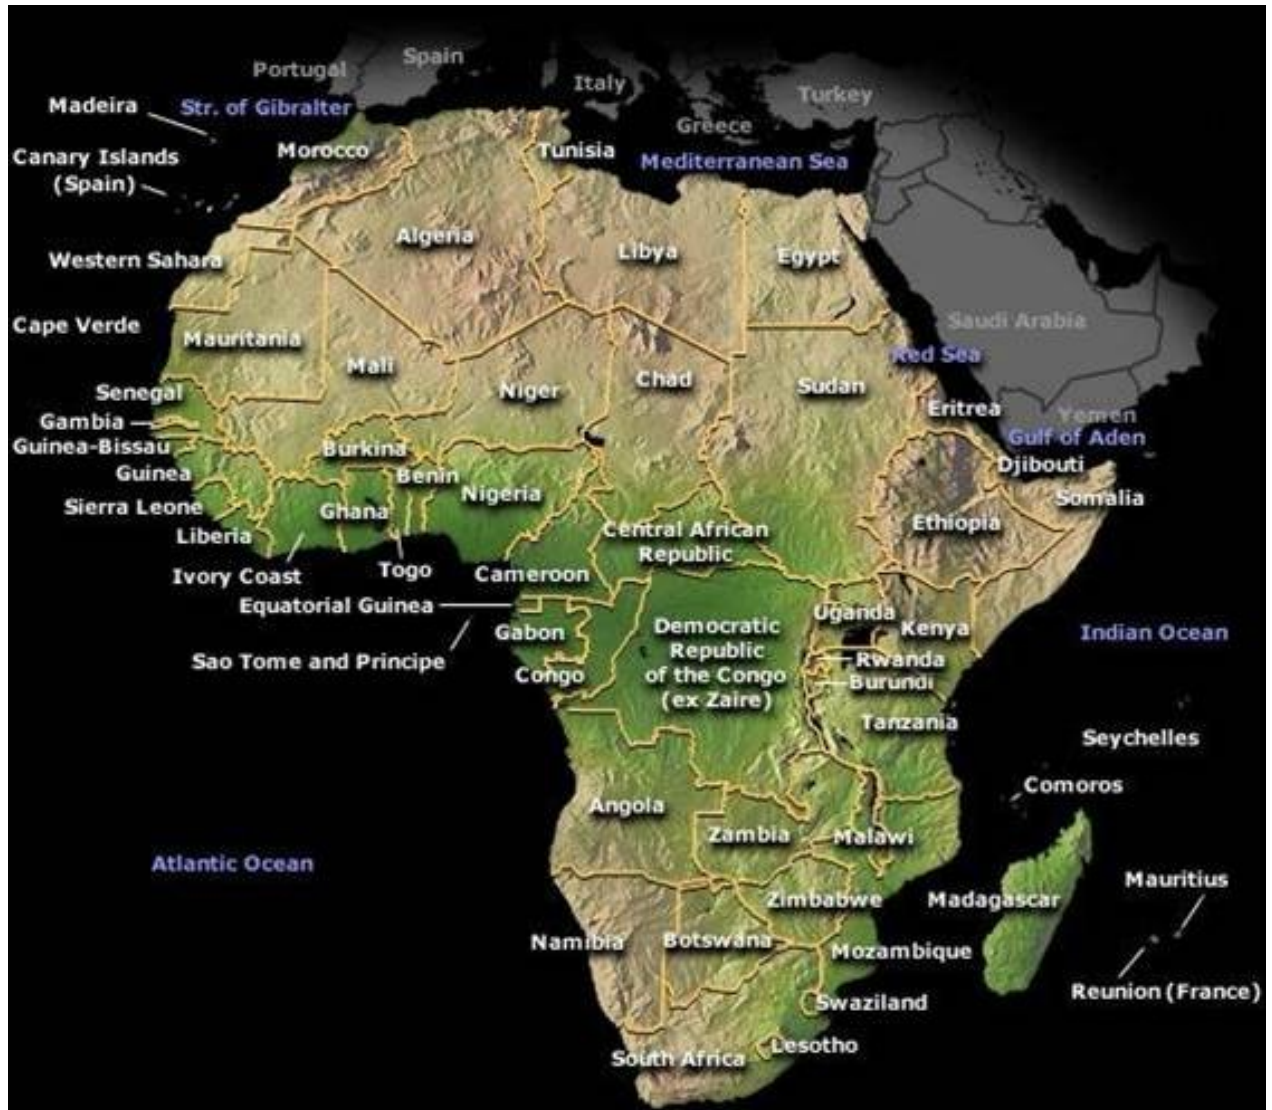 Spain
Portugal
Italy
Turkey
Madeira
Str. of Gibralter
Greece
Morocco
Tunisia
Canary Islands
(Spain)
Mediterranean Sea
Algeria
Libya
Egypt
Western Sahara
Saudi Arabia
Cape Verde
Mauritania
Red Sea
Mali
Chad
Sudan
Niger
Senegal
Eritrea
Yemen
Gambia
Gulf of Aden
Guinea-Bissau
Burkina
Djibouti
Guinea
Benin
Nigeria
Somalia
Sierra Leone
Ghana
Ethiopia
Central African
Republic
Liberia
Ivory Coast
Togo
Cameroon
Equatorial Guinea
Uganda
Gabon
Democratic
Republic
of the Congo
(ex Zaire)
Kenya
Indian Ocean
Sao Tome and Principe
Rwanda
Congo
Burundi
Tanzania
Seychelles
Comoros
Angola
Zambia
Malawi
Atlantic Ocean
Mauritius
Zimbabwe
Madagascar
Namibia
Botswana
Mozambique
Reunion (France)
Swaziland
Lesotho
South Africa